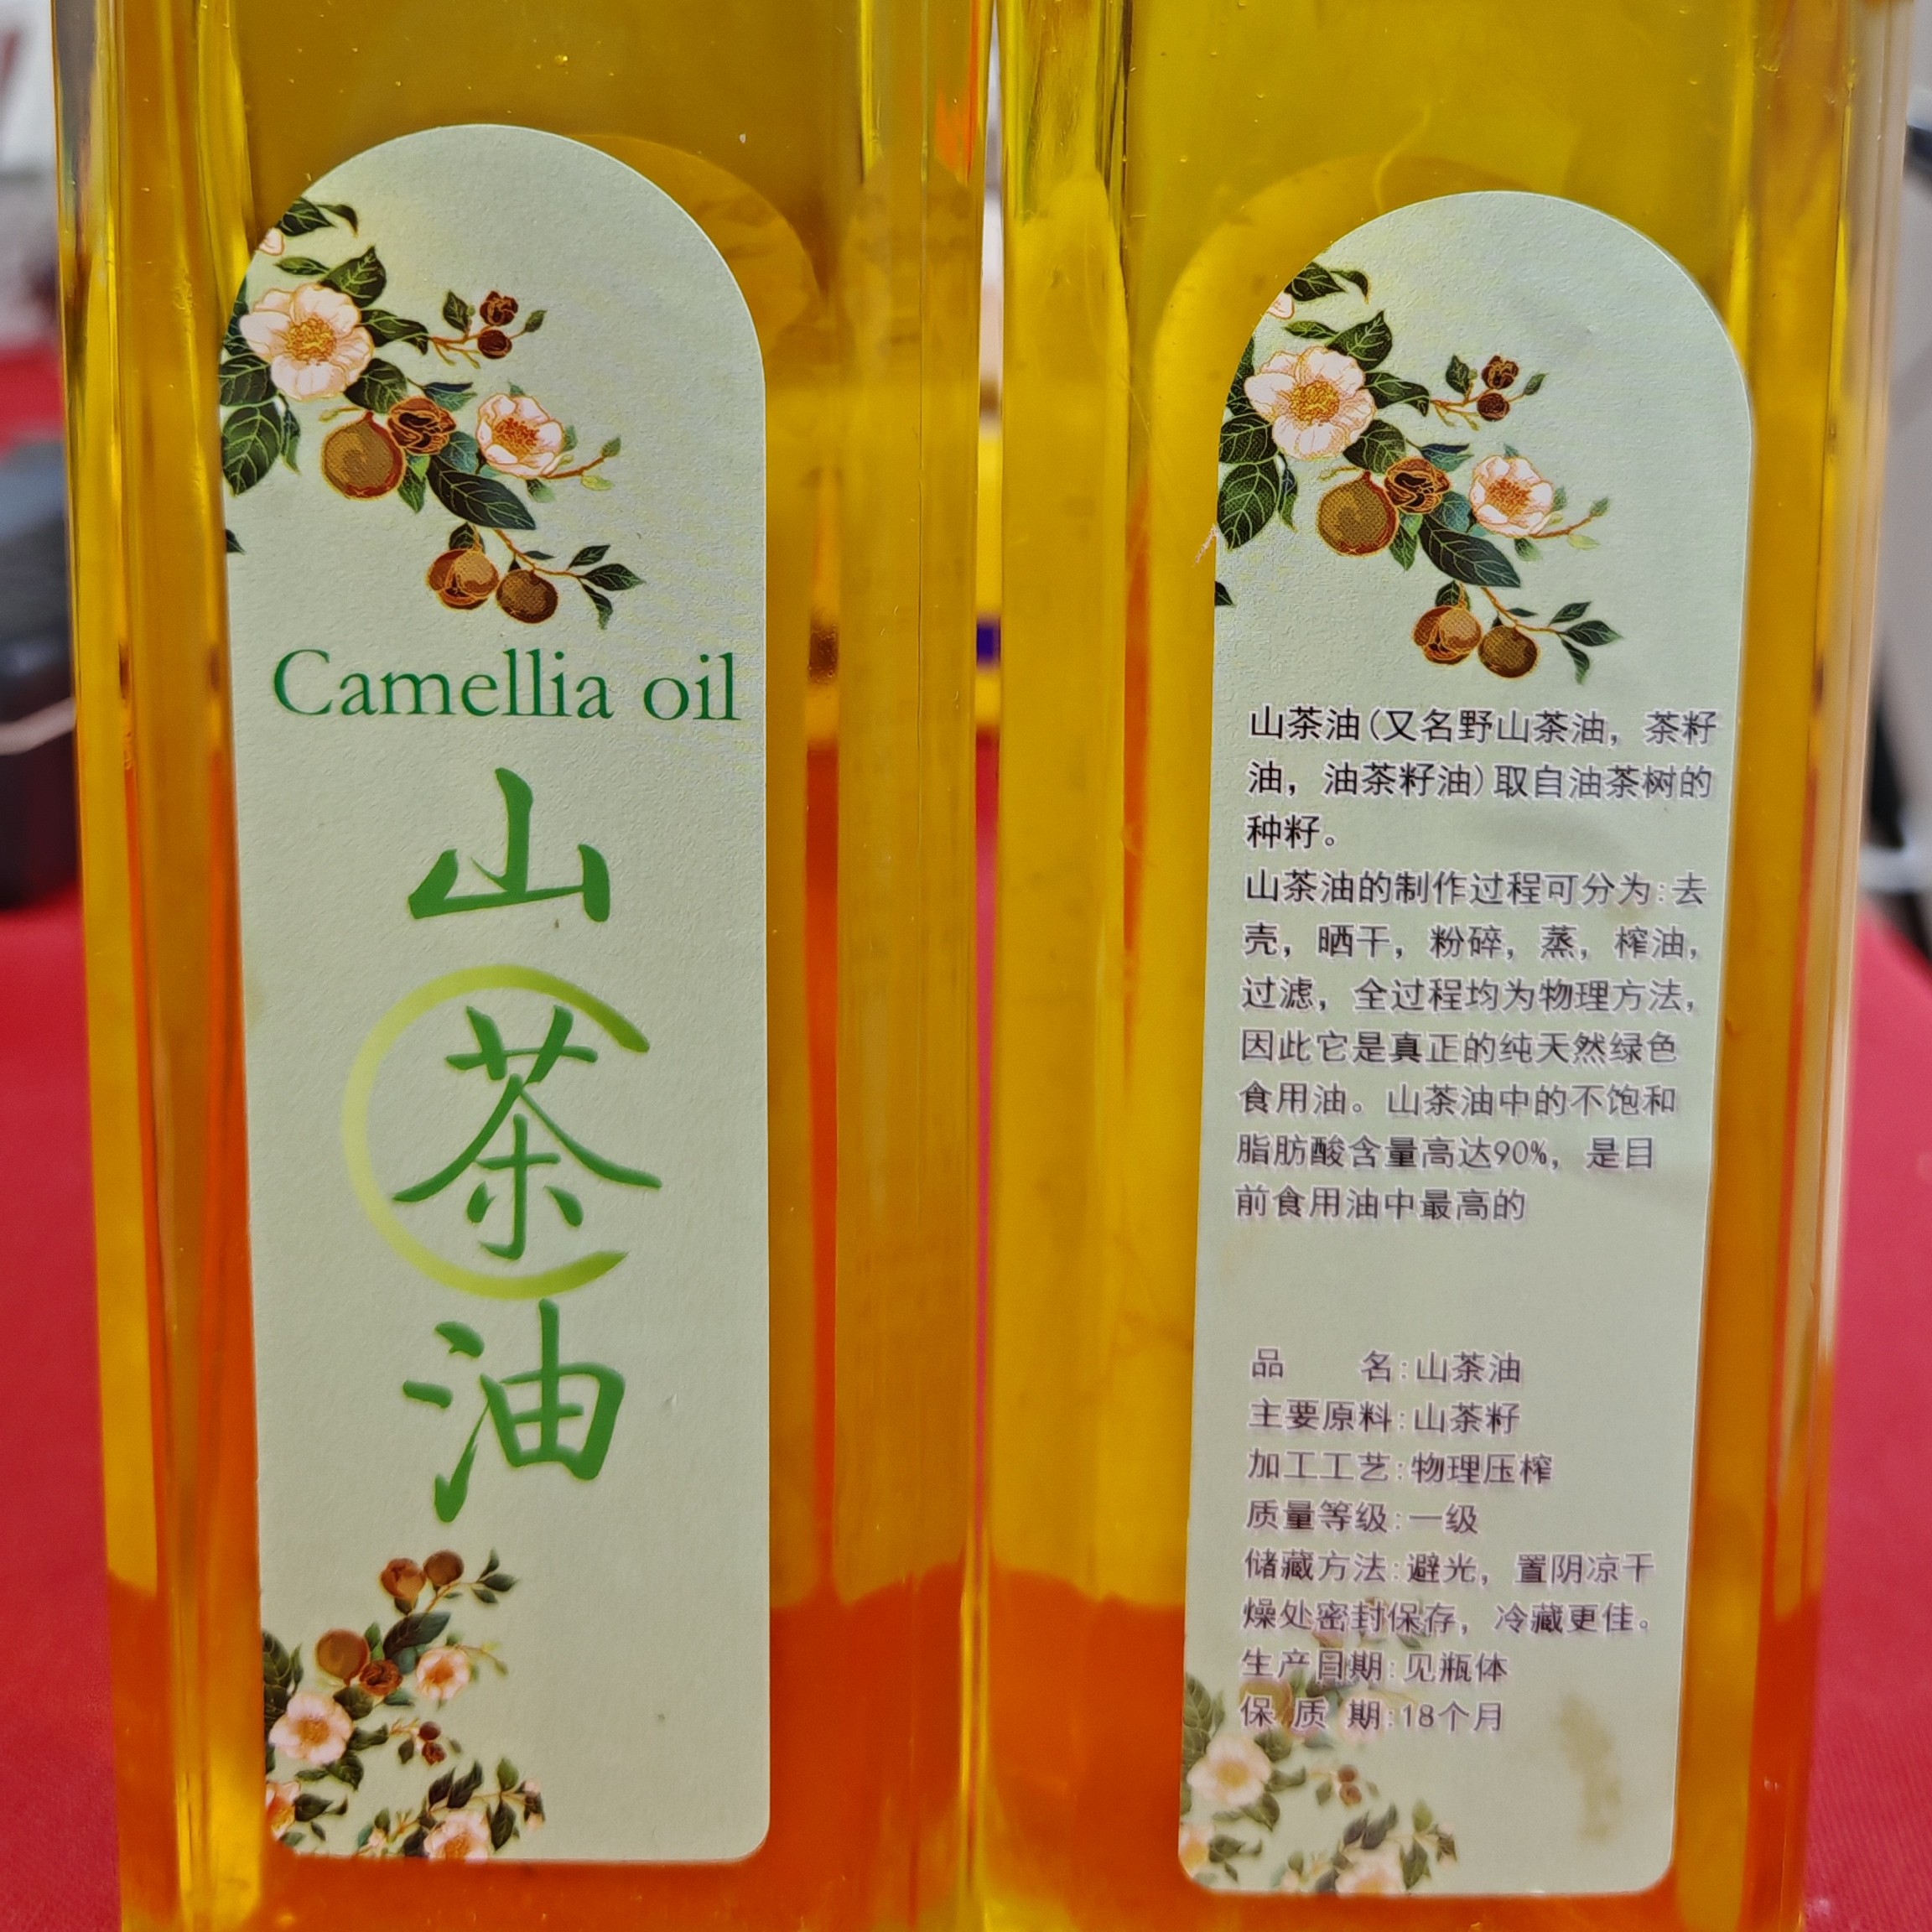 Camellia oil
山
茶
油
山茶油(又名野山茶油，茶籽
油，油茶籽油)取自油茶树的
种籽。
山茶油的制作过程可分为:去
壳，晒干，粉碎，蒸，榨油，
过滤，全过程均为物理方法，
因此它是真正的纯天然绿色
食用油。山茶油中的不饱和
脂肪酸含量高达90%，是目
前食用油中最高的
品 名:山茶油
主要原料:山茶籽
加工工艺:物理压榨
质量等级:一级
储藏方法:避光，置阴凉干
燥处密封保存，冷藏更佳。
生产日期:见瓶体
保 质 期:18个月